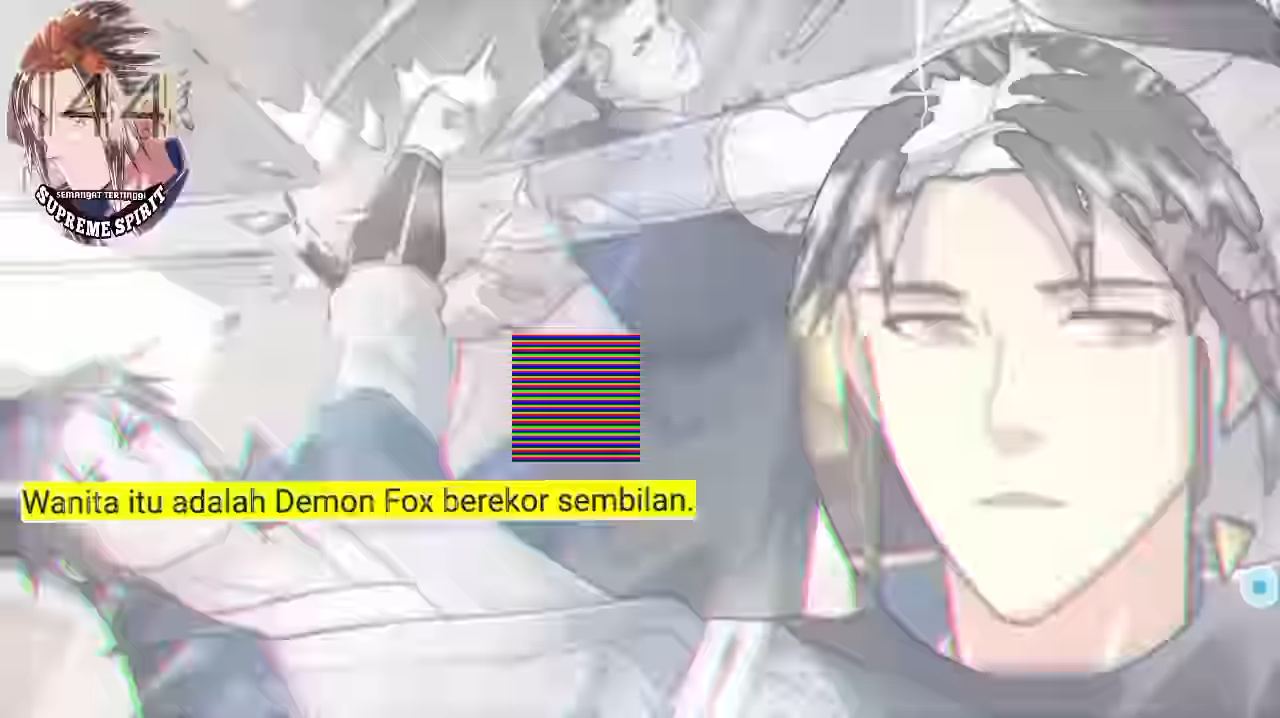 144
SEMANGAT TERTINGGI
SUPREME SPIRIT
Wanita itu adalah Demon Fox berekor sembilan.